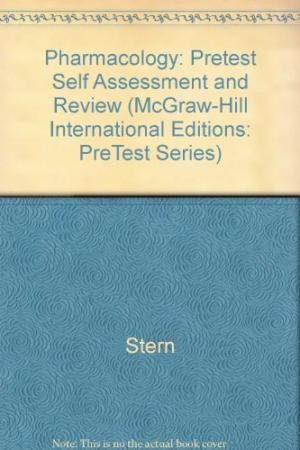 Pharmacology: Pretest
Self Assessment and
Review (McGraw-Hill
International Editions:
PreTest Series)
Stern
Note: This is no the actual book cover